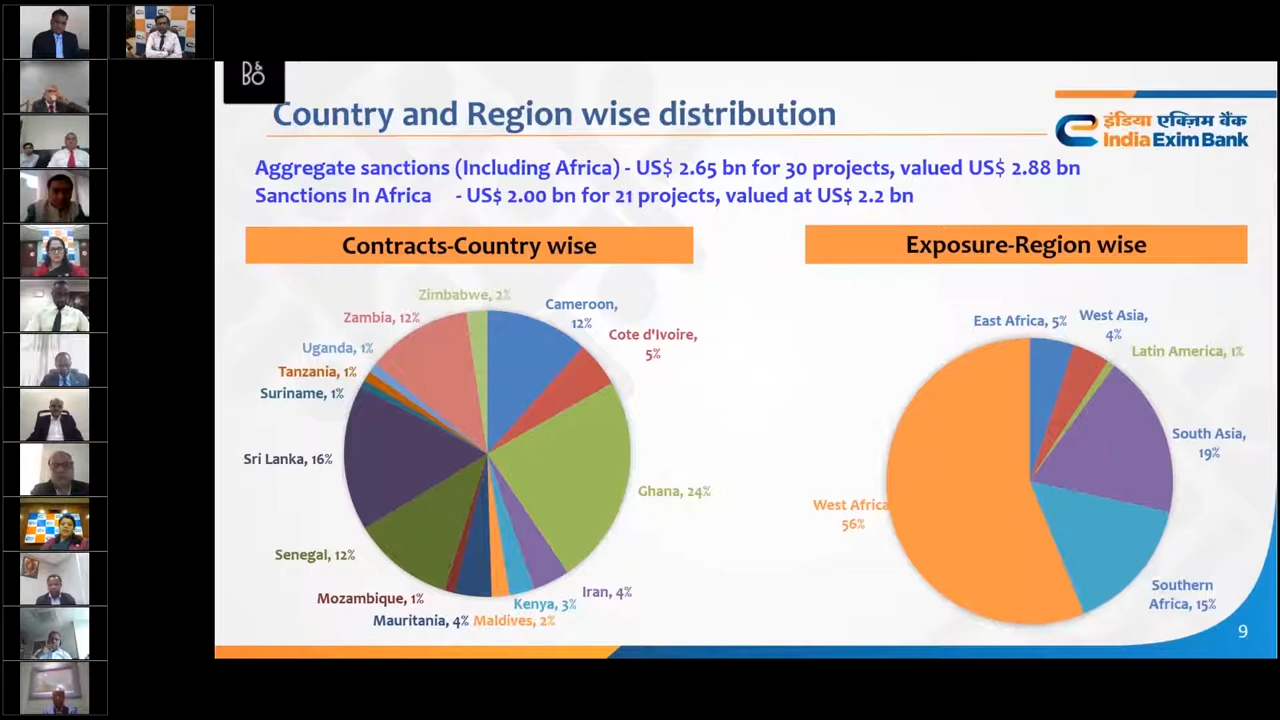 B&
BO
Country and Region wise distribution
इंडिया एक्ज़िम बैंक
India Exim Bank
Aggregate sanctions (Including Africa) - US$ 2.65 bn for 30 projects, valued US$ 2.88 bn
Sanctions In Africa - US$ 2.00 bn for 21 projects, valued at US$ 2.2 bn
Contracts-Country wise
Zimbabwe, 2%
Cameroon,
12%
Zambia, 12%
Cote d'Ivoire,
5%
Uganda, 1%
Tanzania, 1%
Suriname, 1%
Sri Lanka, 16%
Ghana, 24%
Senegal, 12%
Iran, 4%
Mozambique, 1%
Kenya, 3%
Mauritania, 4%
Maldives, 2%
Exposure-Region wise
East Africa, 5%
West Asia,
4%
Latin America, 1%
South Asia,
19%
West Africa
56%
Southern
Africa, 15%
9